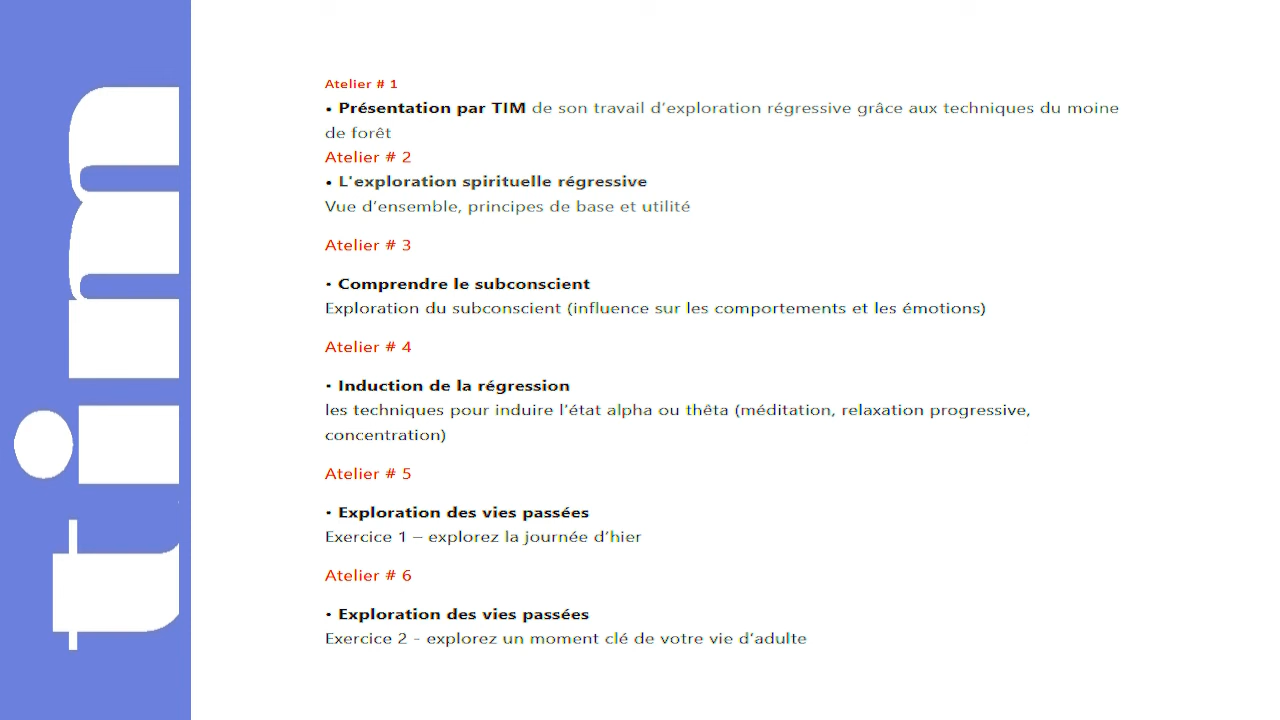 tim
Atelier # 1
• Présentation par TIM de son travail d’exploration régressive grâce aux techniques du moine
de forêt
Atelier # 2
• L'exploration spirituelle régressive
Vue d’ensemble, principes de base et utilité
Atelier # 3
• Comprendre le subconscient
Exploration du subconscient (influence sur les comportements et les émotions)
Atelier # 4
• Induction de la régression
les techniques pour induire l’état alpha ou thêta (méditation, relaxation progressive,
concentration)
Atelier # 5
• Exploration des vies passées
Exercice 1 – explorez la journée d’hier
Atelier # 6
• Exploration des vies passées
Exercice 2 - explorez un moment clé de votre vie d’adulte